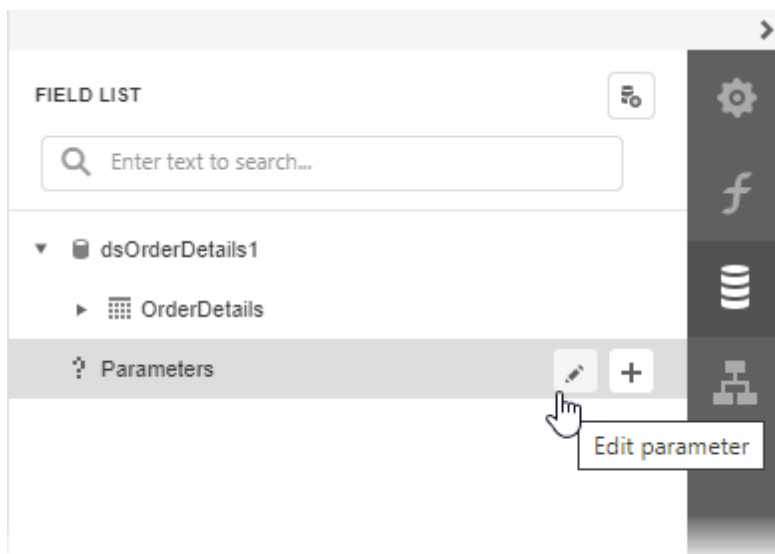 FIELD LIST
Enter text to search...
dsOrderDetails1
OrderDetails
Parameters
Edit parameter